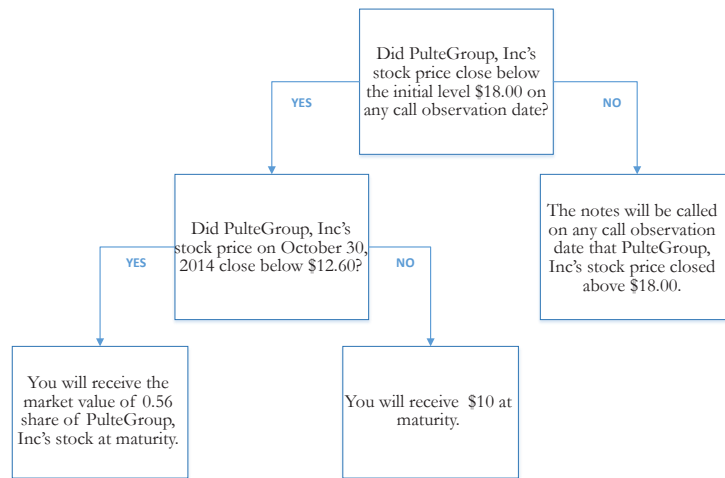 Did PulteGroup, Inc's
stock price close below
the initial level $18.00 on
any call observation date?
YES
NO
Did PulteGroup, Inc's
stock price on October 30,
2014 close below $12.60?
The notes will be called
on any call observation
date that PulteGroup,
Inc's stock price closed
above $18.00.
YES
NO
You will receive the
market value of 0.56
share of PulteGroup,
Inc's stock at maturity.
You will receive  $10 at
maturity.